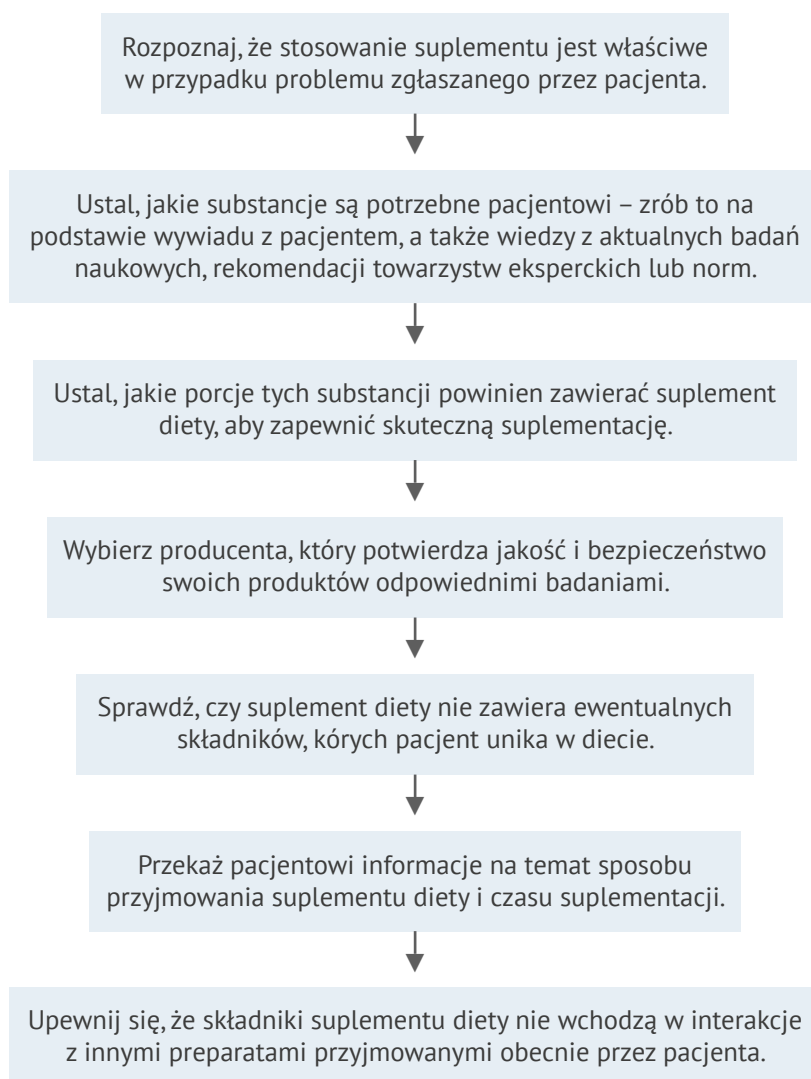 Rozpoznaj, że stosowanie suplementu jest właściwe
w przypadku problemu zgłaszanego przez pacjenta.
Ustal, jakie substancje są potrzebne pacjentowi – zrób to na
podstawie wywiadu z pacjentem, a także wiedzy z aktualnych badań
naukowych, rekomendacji towarzystw eksperckich lub norm.
Ustal, jakie porcje tych substancji powinien zawierać suplement
diety, aby zapewnić skuteczną suplementację.
Wybierz producenta, który potwierdza jakość i bezpieczeństwo
swoich produktów odpowiednimi badaniami.
Sprawdź, czy suplement diety nie zawiera ewentualnych
składników, kórych pacjent unika w diecie.
Przekaż pacjentowi informacje na temat sposobu
przyjmowania suplementu diety i czasu suplementacji.
Upewnij się, że składniki suplementu diety nie wchodzą w interakcje
z innymi preparatami przyjmowanymi obecnie przez pacjenta.